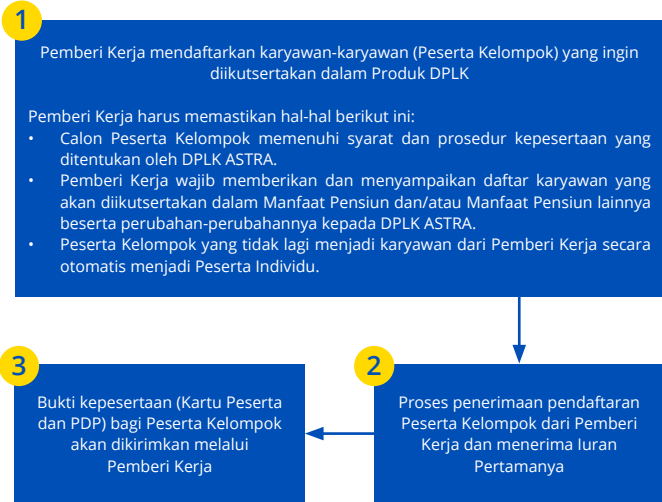 1
Pemberi Kerja mendaftarkan karyawan-karyawan (Peserta Kelompok) yang ingin
diikutsertakan dalam Produk DPLK
Pemberi Kerja harus memastikan hal-hal berikut ini:
• Calon Peserta Kelompok memenuhi syarat dan prosedur kepesertaan yang
ditentukan oleh DPLK ASTRA.
• Pemberi Kerja wajib memberikan dan menyampaikan daftar karyawan yang
akan diikutsertakan dalam Manfaat Pensiun dan/atau Manfaat Pensiun lainnya
beserta perubahan-perubahannya kepada DPLK ASTRA.
• Peserta Kelompok yang tidak lagi menjadi karyawan dari Pemberi Kerja secara
otomatis menjadi Peserta Individu.
2
Proses penerimaan pendaftaran
Peserta Kelompok dari Pemberi
Kerja dan menerima Iuran
Pertamanya
3
Bukti kepesertaan (Kartu Peserta
dan PDP) bagi Peserta Kelompok
akan dikirimkan melalui
Pemberi Kerja